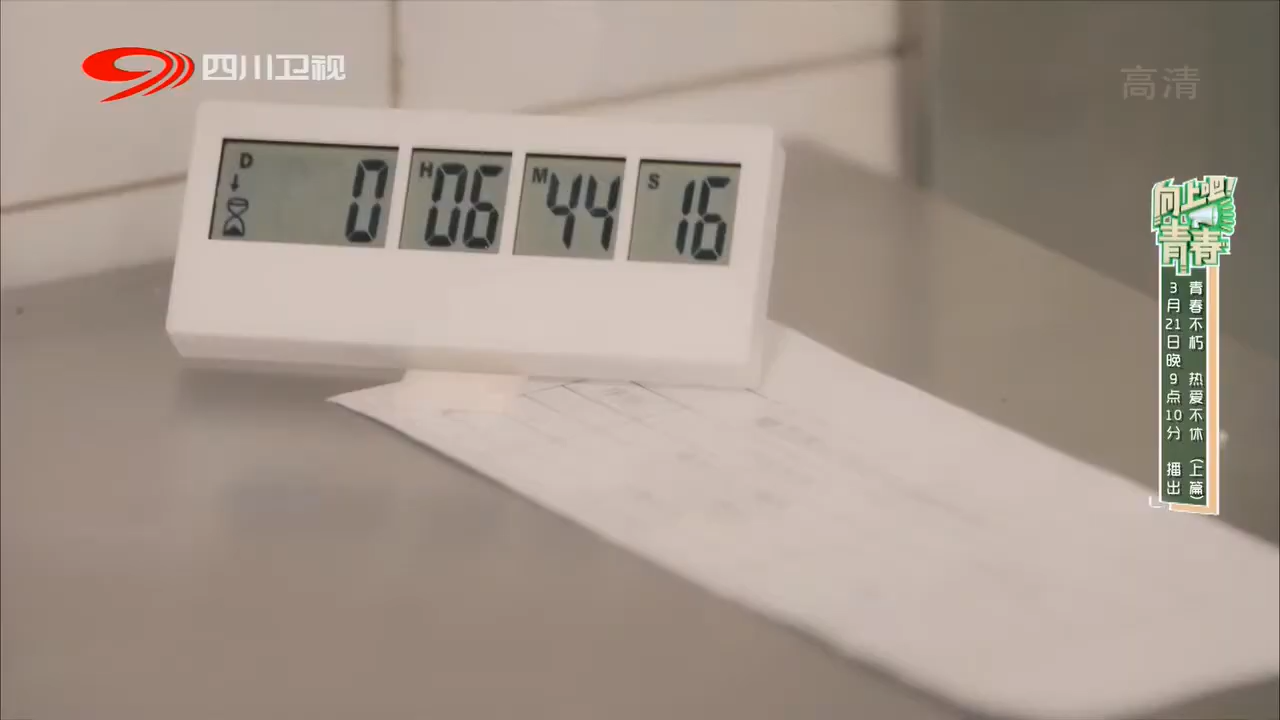 四川卫视
高清
D 0 H 06 M 44 S 16
向上吧!
青春
青春不朽 热爱不休 (上篇)
3月21日晚9点10分 播出